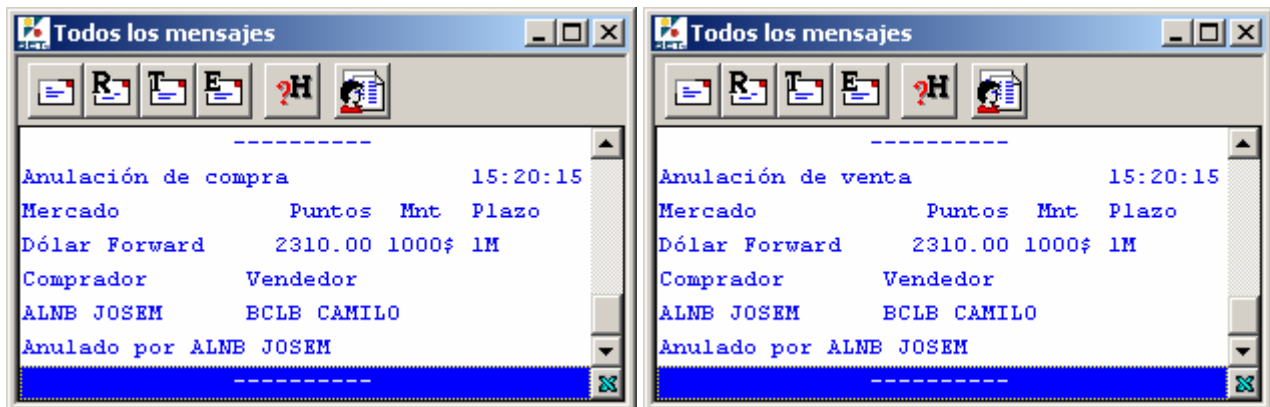 Todos los mensajes
R T E ?H
----------
Anulación de compra 15:20:15
Mercado Puntos Mnt Plazo
Dólar Forward 2310.00 1000$ 1M
Comprador Vendedor
ALNB JOSEM BCLB CAMILO
Anulado por ALNB JOSEM
----------
Todos los mensajes
R T E ?H
----------
Anulación de venta 15:20:15
Mercado Puntos Mnt Plazo
Dólar Forward 2310.00 1000$ 1M
Comprador Vendedor
ALNB JOSEM BCLB CAMILO
Anulado por ALNB JOSEM
----------